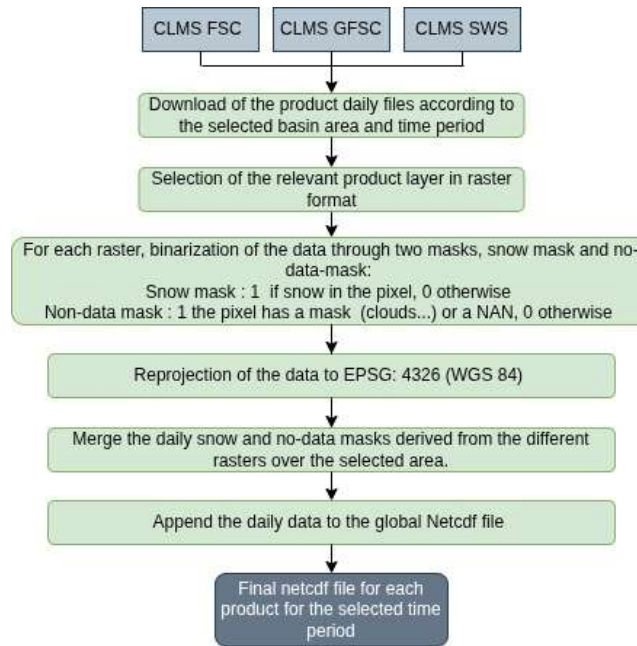 CLMS FSC
CLMS GFSC
CLMS SWS
Download of the product daily files according to
the selected basin area and time period
Selection of the relevant product layer in raster
format
For each raster, binarization of the data through two masks, snow mask and no-
data-mask:
Snow mask : 1  if snow in the pixel, 0 otherwise
Non-data mask : 1 the pixel has a mask  (clouds...) or a NAN, 0 otherwise
Reprojection of the data to EPSG: 4326 (WGS 84)
Merge the daily snow and no-data masks derived from the different
rasters over the selected area.
Append the daily data to the global Netcdf file
Final netcdf file for each
product for the selected time
period